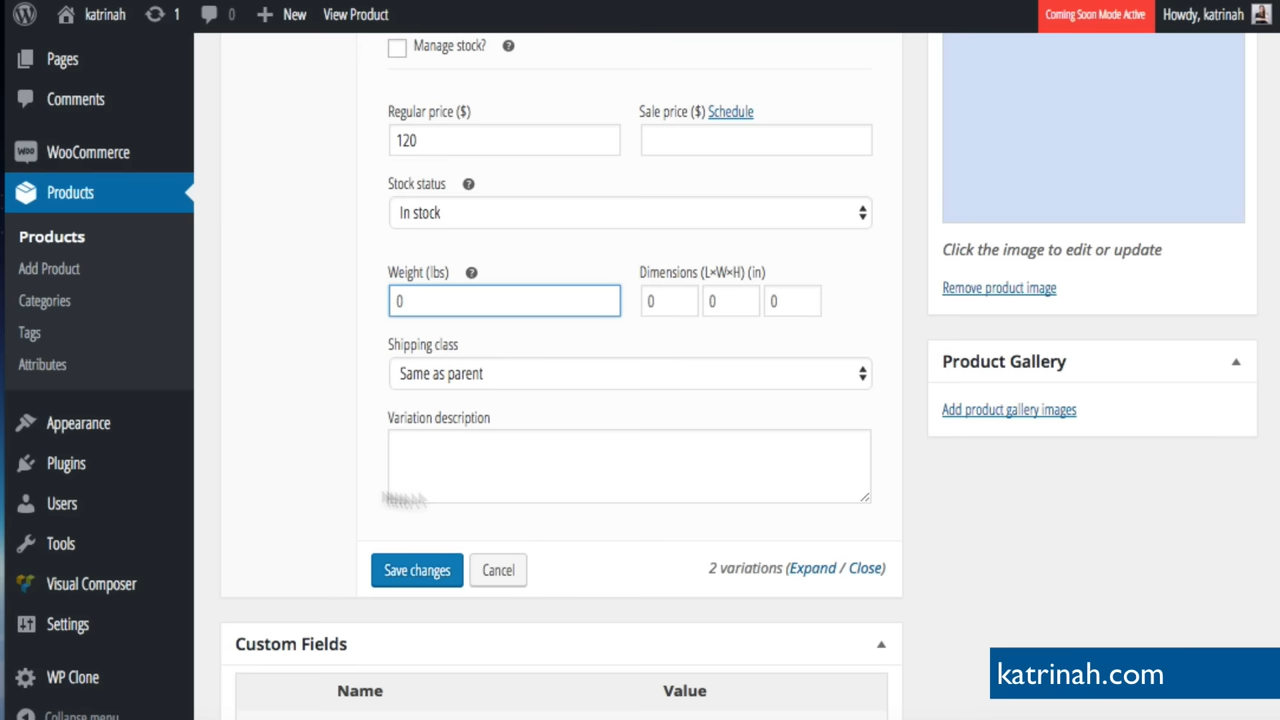 katrinah 1 0 New View Product Coming Soon Mode Active Howdy, katrinah
Pages
Comments
WooCommerce
Products
Products
Add Product
Categories
Tags
Attributes
Appearance
Plugins
Users
Tools
Visual Composer
Settings
WP Clone
Collapse menu
Manage stock? ?
Regular price ($) Sale price ($) Schedule
120
Stock status ?
In stock
Weight (lbs) ? Dimensions (L×W×H) (in)
0 0 0 0
Shipping class
Same as parent
Variation description
Save changes Cancel 2 variations (Expand / Close)
Custom Fields
Name Value
Click the image to edit or update
Remove product image
Product Gallery
Add product gallery images
katrinah.com